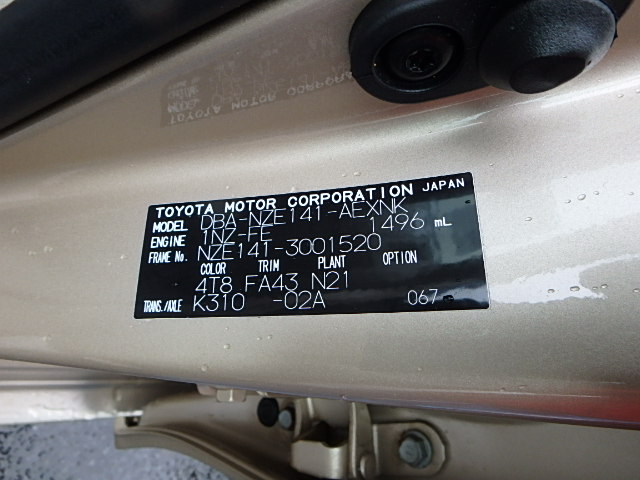 TOYOTA MOTOR CORPORATION JAPAN
MODEL DBA-NZE141-AEXNK
ENGINE 1NZ-FE 1496 mL
FRAME No. NZE141-3001520
COLOR TRIM PLANT OPTION
4T8 FA43 N21
TRANS./AXLE K310 -02A 067